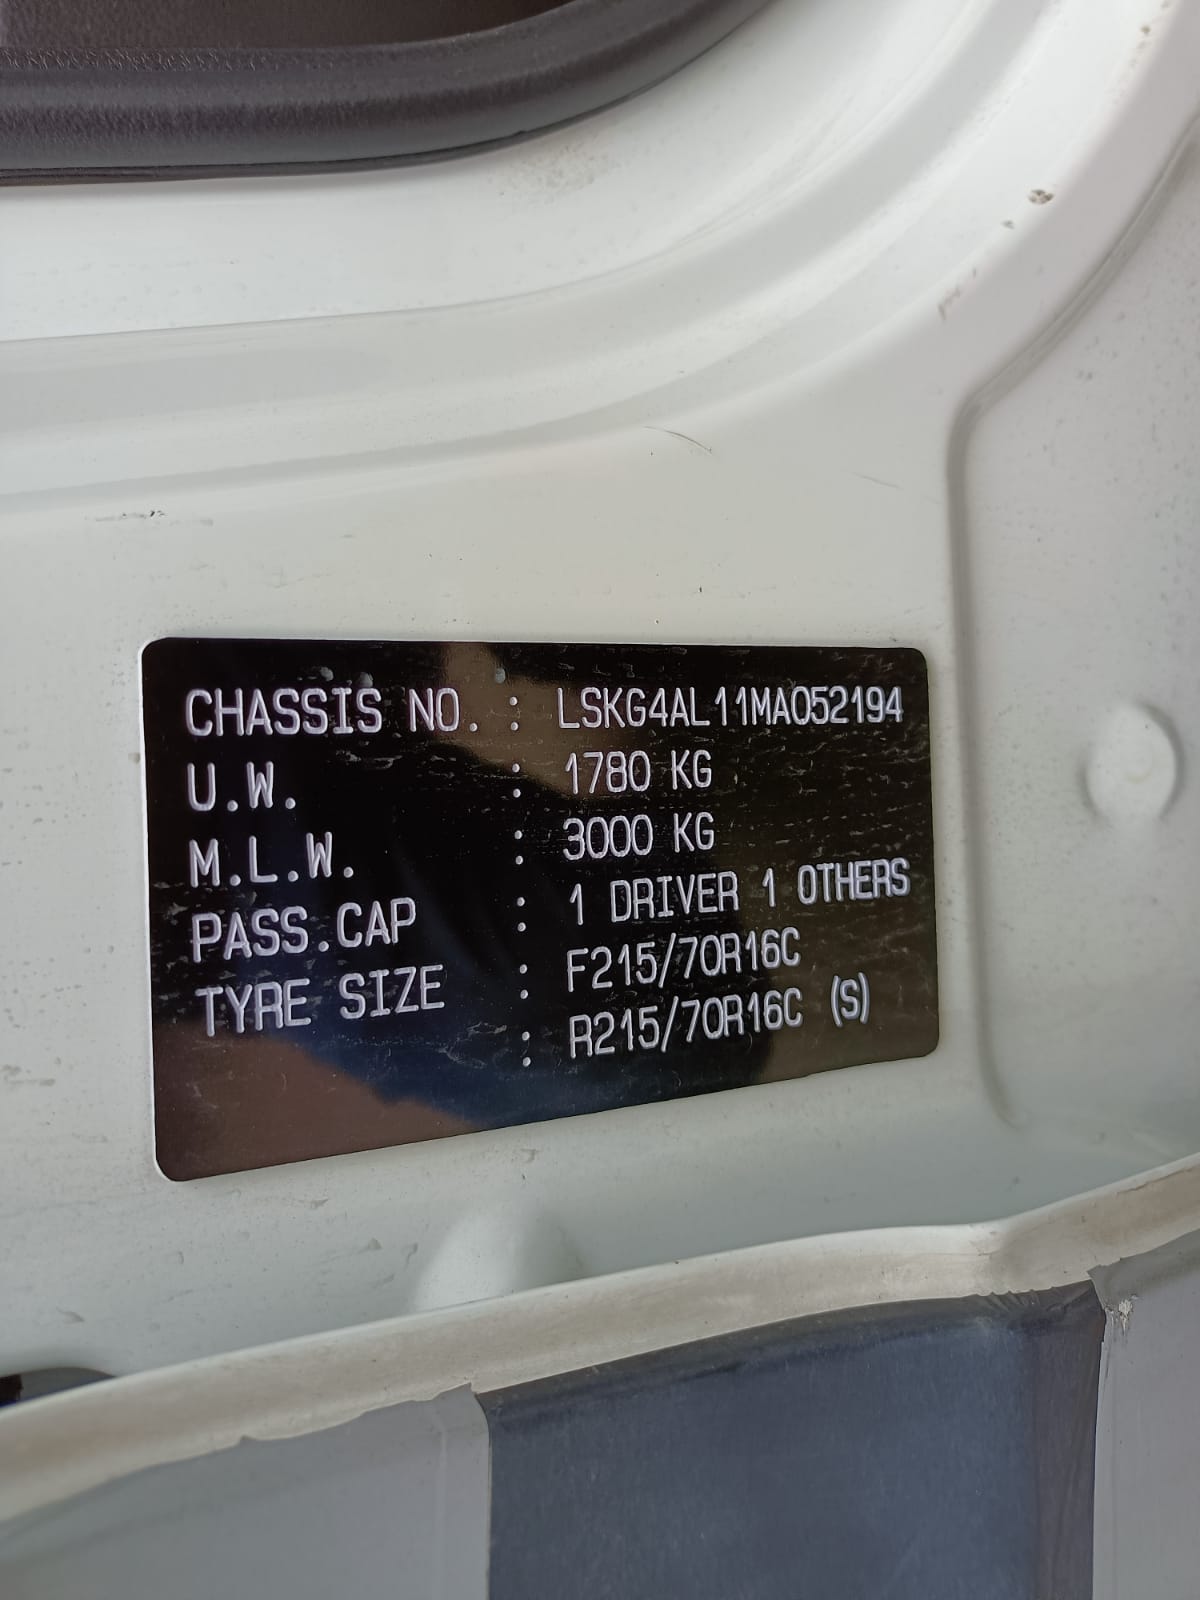 CHASSIS NO. : LSKG4AL11MA052194
U.W. : 1780 KG
M.L.W. : 3000 KG
PASS.CAP : 1 DRIVER 1 OTHERS
TYRE SIZE : F215/70R16C
: R215/70R16C (S)